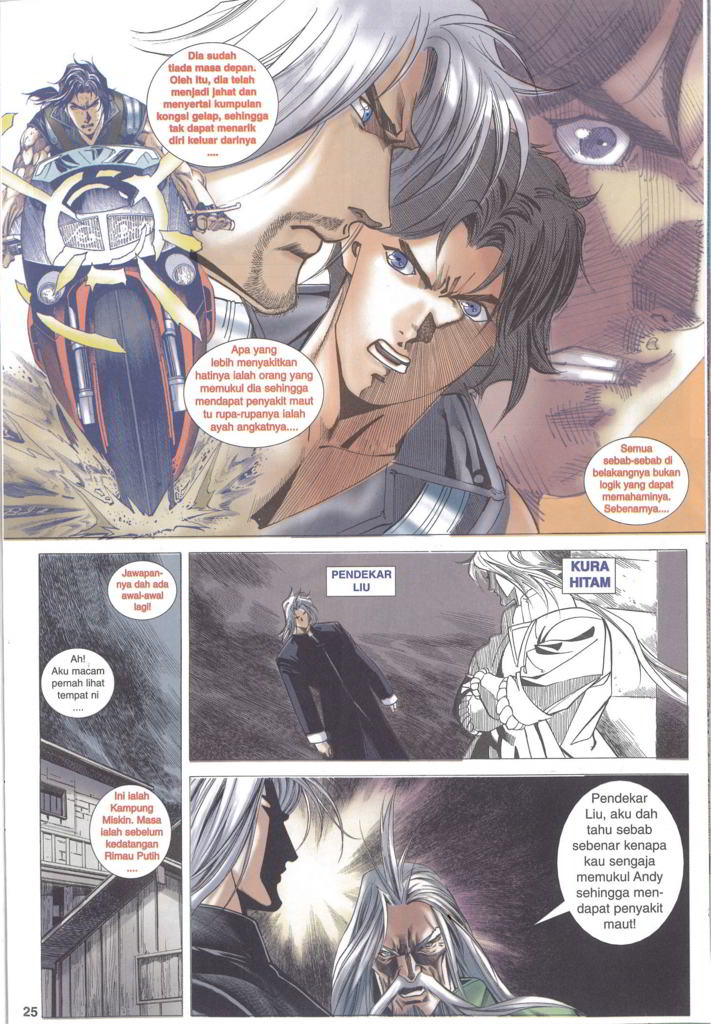 Dia sudah
tiada masa depan.
Oleh itu, dia telah
menjadi jahat dan
menyertai kumpulan
kongsi gelap, sehingga
tak dapat menarik
diri keluar darinya
....
Apa yang
lebih menyakitkan
hatinya ialah orang yang
memukul dia sehingga
mendapat penyakit maut
tu rupa-rupanya ialah
ayah angkatnya....
Semua
sebab-sebab di
belakangnya bukan
logik yang dapat
memahaminya.
Sebenarnya....
Jawapan-
nya dah ada
awal-awal
lagi!
Ah!
Aku macam
pernah lihat
tempat ni
....
Ini ialah
Kampung
Miskin. Masa
ialah sebelum
kedatangan
Rimau Putih
....
PENDEKAR
LIU
KURA
HITAM
Pendekar
Liu, aku dah
tahu sebab
sebenar kenapa
kau sengaja
memukul Andy
sehingga men-
dapat penyakit
maut!
25